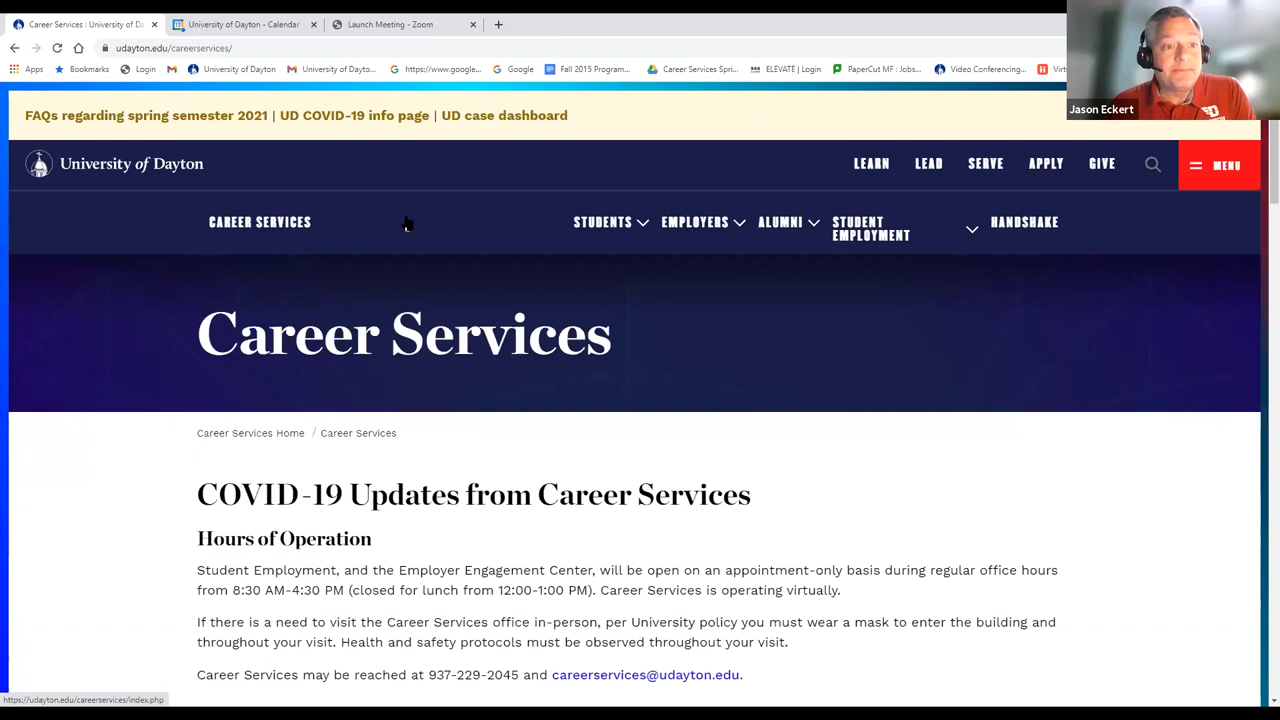 Career Services : University of Da
University of Dayton - Calendar
Launch Meeting - Zoom
udayton.edu/careerservices/
Apps
Bookmarks
Login
University of Dayton
University of Dayto...
https://www.google...
Google
Fall 2015 Program...
Career Services Spri...
ELEVATE | Login
PaperCut MF : Jobs...
Video Conferencing...
Jason Eckert
FAQs regarding spring semester 2021 | UD COVID-19 info page | UD case dashboard
University of Dayton
LEARN
LEAD
SERVE
APPLY
GIVE
MENU
CAREER SERVICES
STUDENTS
EMPLOYERS
ALUMNI
STUDENT
EMPLOYMENT
HANDSHAKE
Career Services
Career Services Home / Career Services
COVID-19 Updates from Career Services
Hours of Operation
Student Employment, and the Employer Engagement Center, will be open on an appointment-only basis during regular office hours
from 8:30 AM-4:30 PM (closed for lunch from 12:00-1:00 PM). Career Services is operating virtually.
If there is a need to visit the Career Services office in-person, per University policy you must wear a mask to enter the building and
throughout your visit. Health and safety protocols must be observed throughout your visit.
Career Services may be reached at 937-229-2045 and careerservices@udayton.edu.
https://udayton.edu/careerservices/index.php